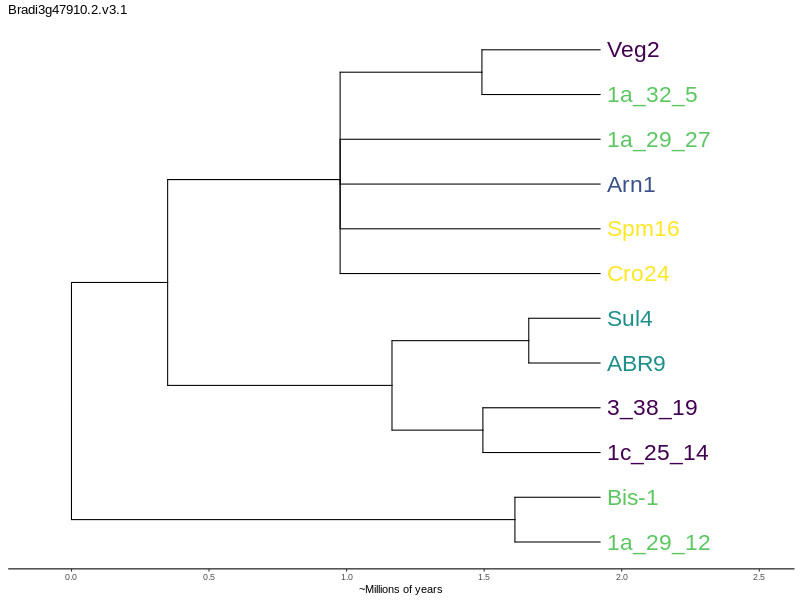 Bradi3g47910.2.v3.1
Veg2
1a_32_5
1a_29_27
Arn1
Spm16
Cro24
Sul4
ABR9
3_38_19
1c_25_14
Bis-1
1a_29_12
0.0 0.5 1.0 1.5 2.0 2.5
~Millions of years